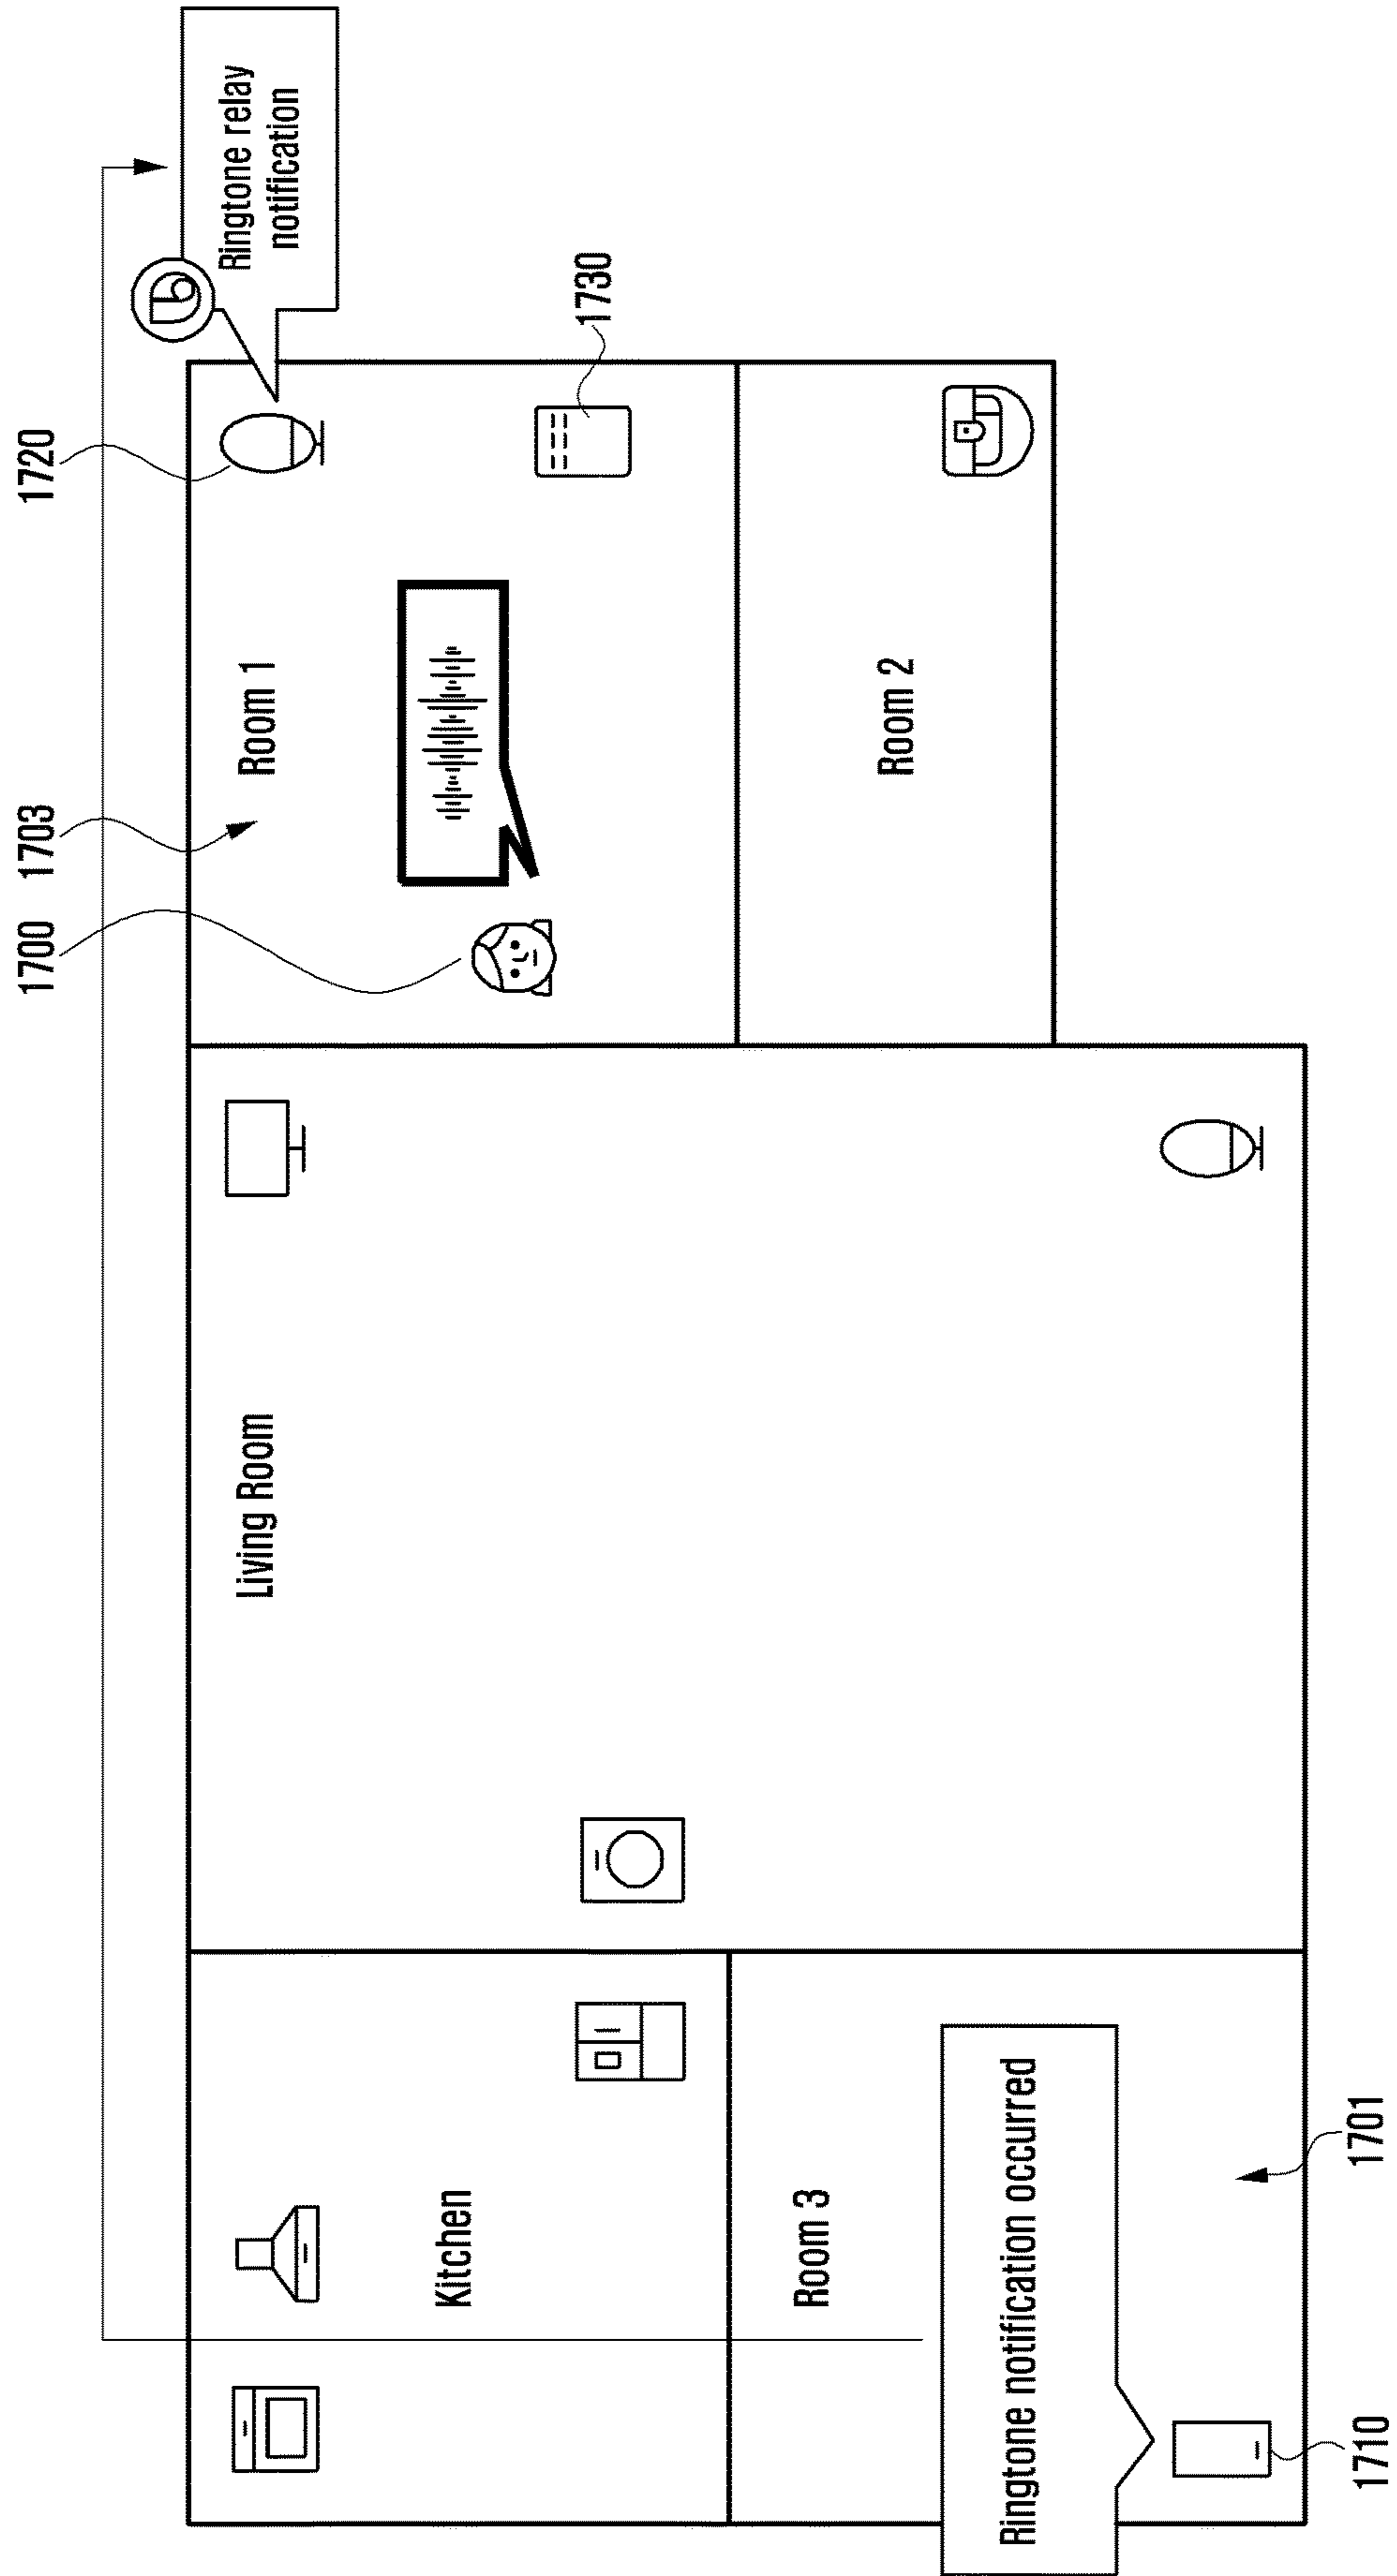 1700
1703
1720
Ringtone relay
notification
Living Room
Room 1
Kitchen
1730
Room 3
Room 2
Ringtone notification occurred
1710
1701